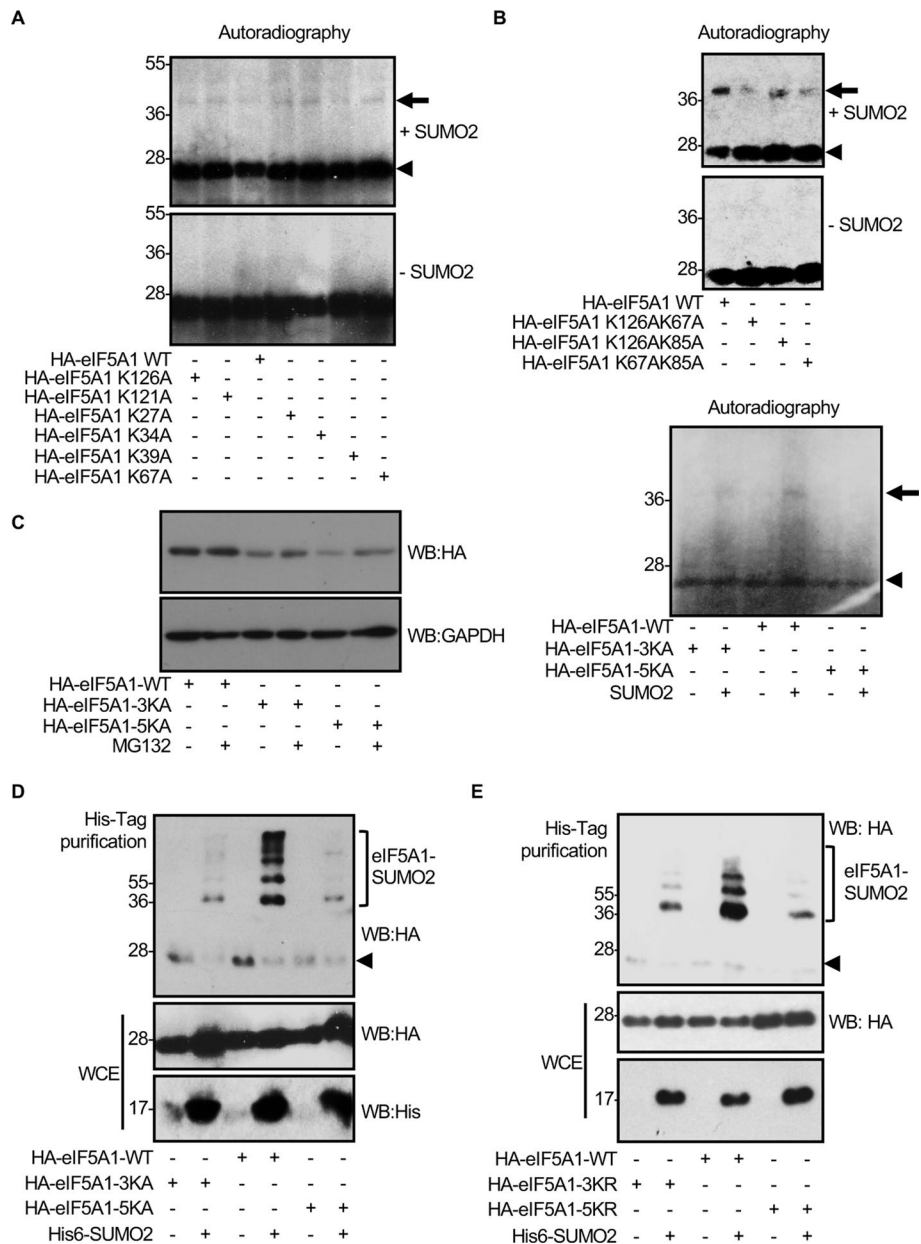 A
Autoradiography
55
36
+ SUMO2
28
55
36
- SUMO2
28
HA-eIF5A1 WT - - + - - - -
HA-eIF5A1 K126A + - - - - - -
HA-eIF5A1 K121A - + - - - - -
HA-eIF5A1 K27A - - - + - - -
HA-eIF5A1 K34A - - - - + - -
HA-eIF5A1 K39A - - - - - + -
HA-eIF5A1 K67A - - - - - - +
B
Autoradiography
36
+ SUMO2
28
36
- SUMO2
28
HA-eIF5A1 WT + - - -
HA-eIF5A1 K126AK67A - + - -
HA-eIF5A1 K126AK85A - - + -
HA-eIF5A1 K67AK85A - - - +
Autoradiography
36
28
HA-eIF5A1-WT - - + + - -
HA-eIF5A1-3KA + + - - - -
HA-eIF5A1-5KA - - - - + +
SUMO2 - + - + - +
C
WB:HA
WB:GAPDH
HA-eIF5A1-WT + + - - - -
HA-eIF5A1-3KA - - + + - -
HA-eIF5A1-5KA - - - - + +
MG132 - + - + - +
D
His-Tag
purification
eIF5A1-
SUMO2
55
36
WB:HA
28
28
WB:HA
WCE
17
WB:His
HA-eIF5A1-WT - - + + - -
HA-eIF5A1-3KA + + - - - -
HA-eIF5A1-5KA - - - - + +
His6-SUMO2 - + - + - +
E
His-Tag
purification
WB: HA
eIF5A1-
SUMO2
55
36
28
28
WB: HA
WCE
17
HA-eIF5A1-WT - - + + - -
HA-eIF5A1-3KR + + - - - -
HA-eIF5A1-5KR - - - - + +
His6-SUMO2 - + - + - +